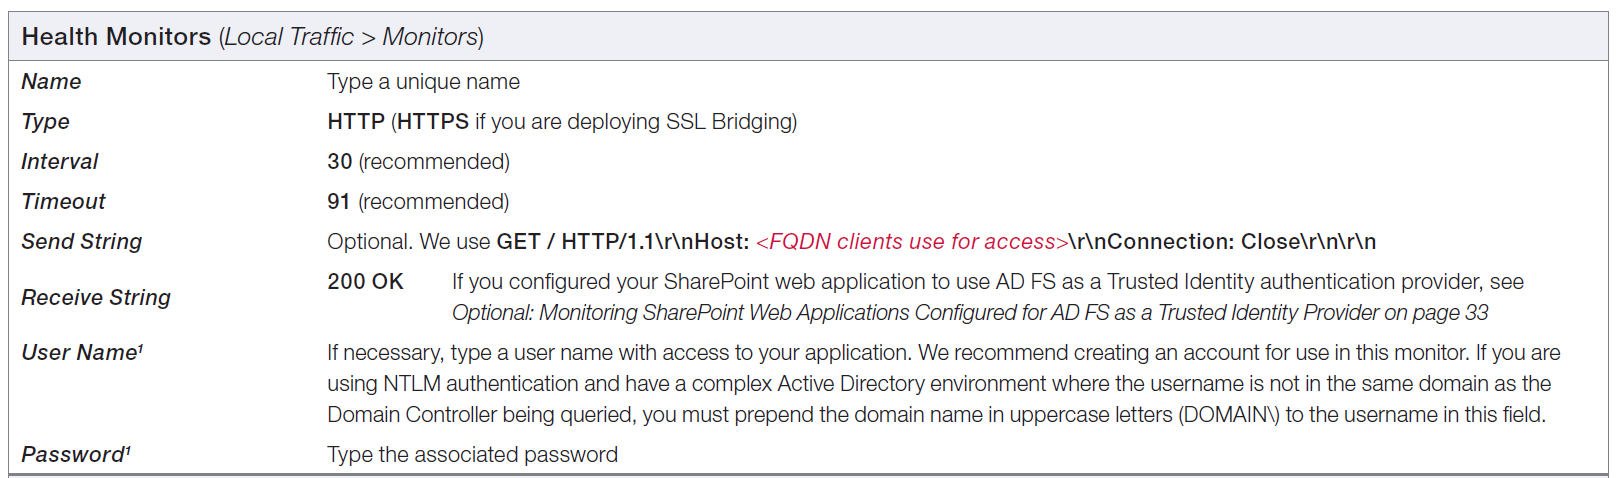 Health Monitors (Local Traffic > Monitors)
Name Type a unique name
Type HTTP (HTTPS if you are deploying SSL Bridging)
Interval 30 (recommended)
Timeout 91 (recommended)
Send String Optional. We use GET / HTTP/1.1\r\nHost: <FQDN clients use for access>\r\nConnection: Close\r\n\r\n
Receive String 200 OK If you configured your SharePoint web application to use AD FS as a Trusted Identity authentication provider, see
Optional: Monitoring SharePoint Web Applications Configured for AD FS as a Trusted Identity Provider on page 33
User Name¹ If necessary, type a user name with access to your application. We recommend creating an account for use in this monitor. If you are
using NTLM authentication and have a complex Active Directory environment where the username is not in the same domain as the
Domain Controller being queried, you must prepend the domain name in uppercase letters (DOMAIN\) to the username in this field.
Password¹ Type the associated password